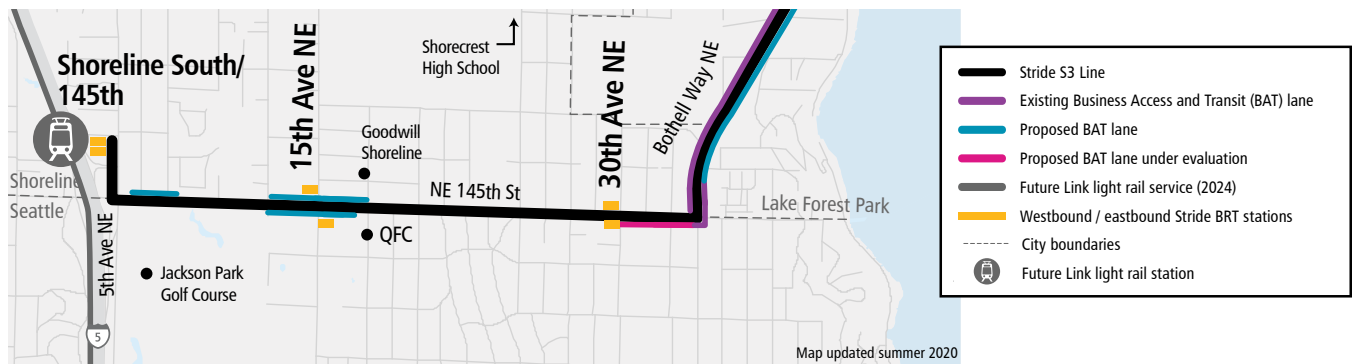 Shoreline South/
145th
15th Ave NE
Shorecrest
High School
30th Ave NE
Bothell Way NE
Goodwill
Shoreline
NE 145th St
Shoreline
Seattle
Lake Forest Park
QFC
5th Ave NE
Jackson Park
Golf Course
5
Map updated summer 2020
Stride S3 Line
Existing Business Access and Transit (BAT) lane
Proposed BAT lane
Proposed BAT lane under evaluation
Future Link light rail service (2024)
Westbound / eastbound Stride BRT stations
City boundaries
Future Link light rail station